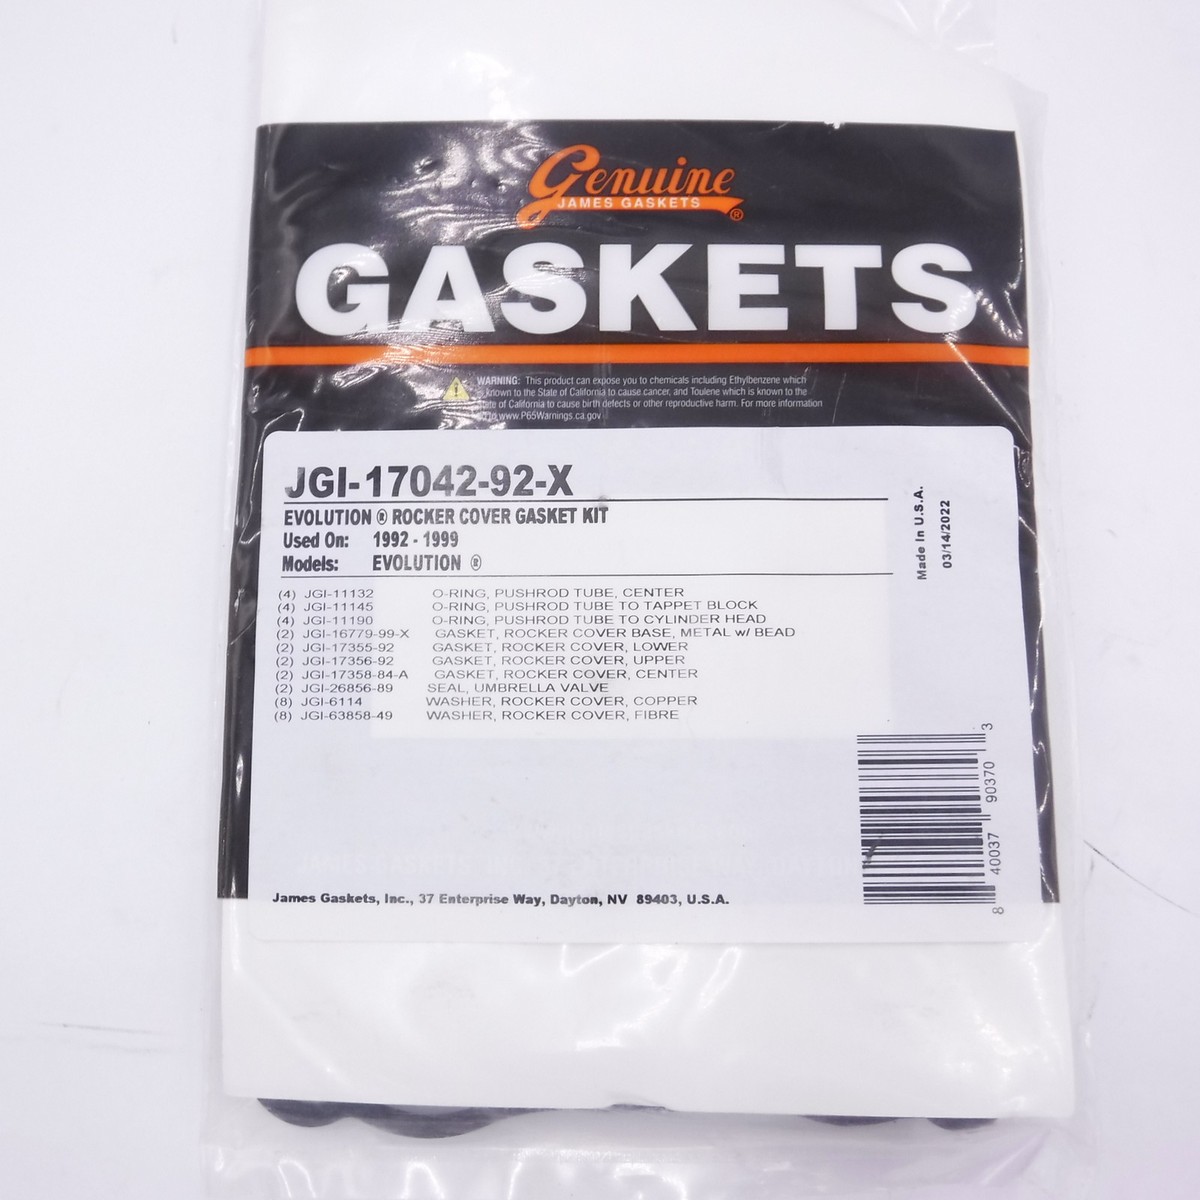 Genuine
JAMES GASKETS ®
GASKETS
WARNING: This product can expose you to chemicals including Ethylbenzene which
known to the State of California to cause cancer, and Toulene which is known to the
of California to cause birth defects or other reproductive harm. For more information
to www.P65Warnings.ca.gov
JGI-17042-92-X
EVOLUTION ® ROCKER COVER GASKET KIT
Used On: 1992 - 1999
Models: EVOLUTION ®
(4) JGI-11132 O-RING, PUSHROD TUBE, CENTER
(4) JGI-11145 O-RING, PUSHROD TUBE TO TAPPET BLOCK
(4) JGI-11190 O-RING, PUSHROD TUBE TO CYLINDER HEAD
(2) JGI-16779-99-X GASKET, ROCKER COVER BASE, METAL w/ BEAD
(2) JGI-17355-92 GASKET, ROCKER COVER, LOWER
(2) JGI-17356-92 GASKET, ROCKER COVER, UPPER
(2) JGI-17358-84-A GASKET, ROCKER COVER, CENTER
(2) JGI-26856-89 SEAL, UMBRELLA VALVE
(8) JGI-6114 WASHER, ROCKER COVER, COPPER
(8) JGI-63858-49 WASHER, ROCKER COVER, FIBRE
Made In U.S.A.
03/14/2022
8 40037 90370 3
James Gaskets, Inc., 37 Enterprise Way, Dayton, NV 89403, U.S.A.